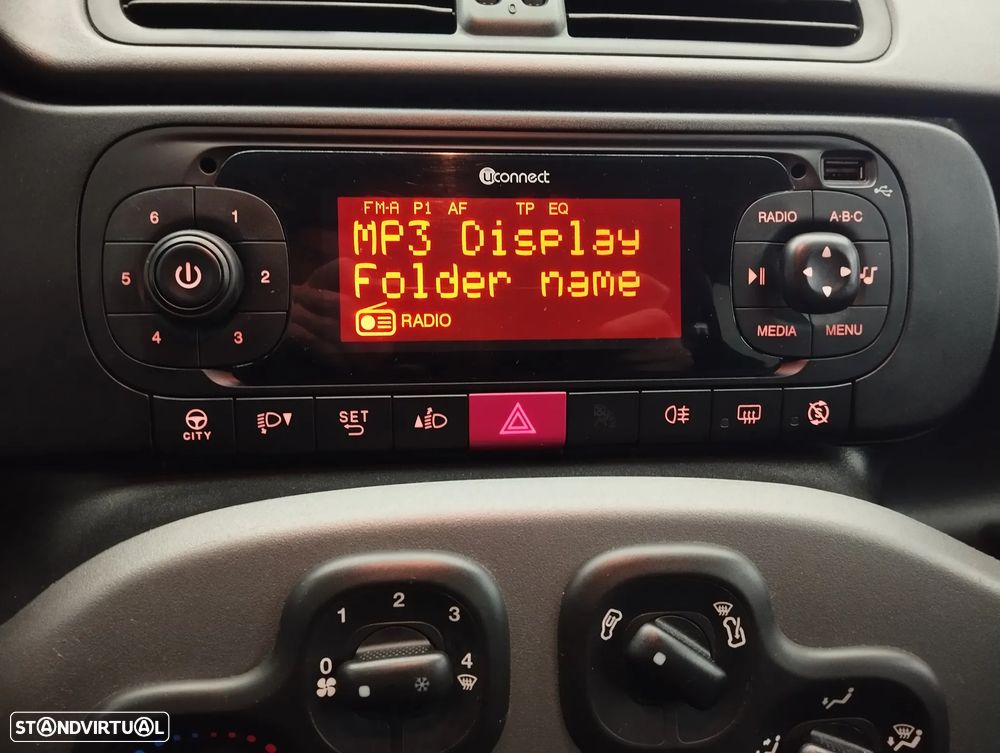 0
uconnect
FM-A P1 AF TP EQ
MP3 Display
Folder name
RADIO
6 1
5 2
4 3
RADIO A·B·C
MEDIA MENU
CITY
SET
0 1 2 3 4
STANDVIRTUAL